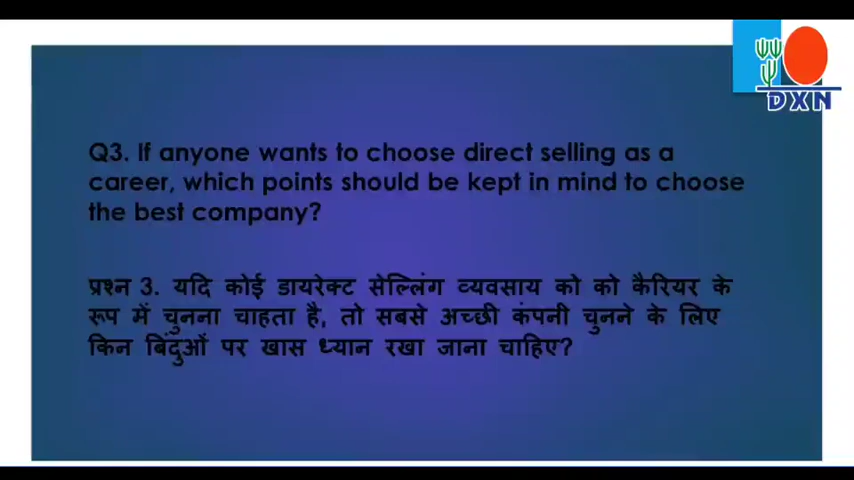 DXN
Q3. If anyone wants to choose direct selling as a
career, which points should be kept in mind to choose
the best company?
प्रश्न 3. यदि कोई डायरेक्ट सेल्लिंग व्यवसाय को को कैरियर के
रूप में चुनना चाहता है, तो सबसे अच्छी कंपनी चुनने के लिए
किन बिंदुओं पर खास ध्यान रखा जाना चाहिए?